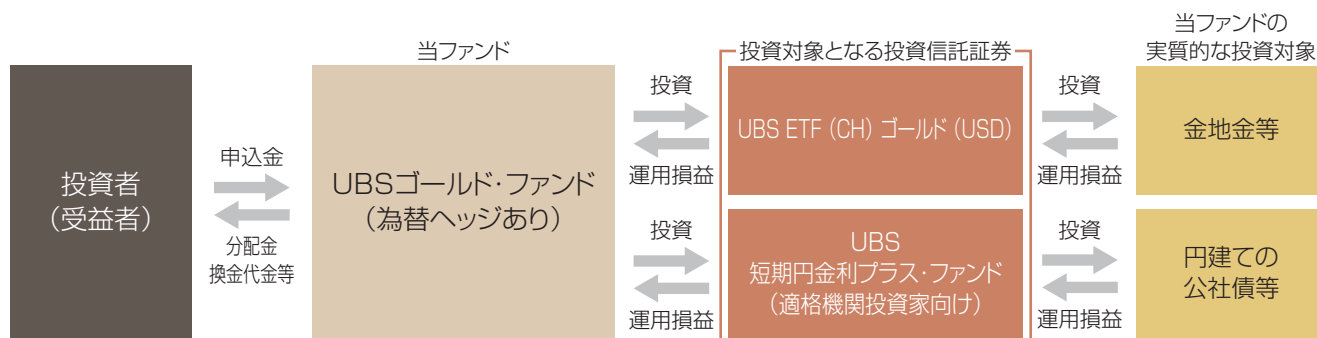 投資者
(受益者)
申込金
分配金
換金代金等
当ファンド
UBSゴールド・ファンド
(為替ヘッジあり)
投資
運用損益
投資
運用損益
投資対象となる投資信託証券
UBS ETF (CH) ゴールド (USD)
UBS
短期円金利プラス・ファンド
(適格機関投資家向け)
投資
運用損益
投資
運用損益
当ファンドの
実質的な投資対象
金地金等
円建ての
公社債等